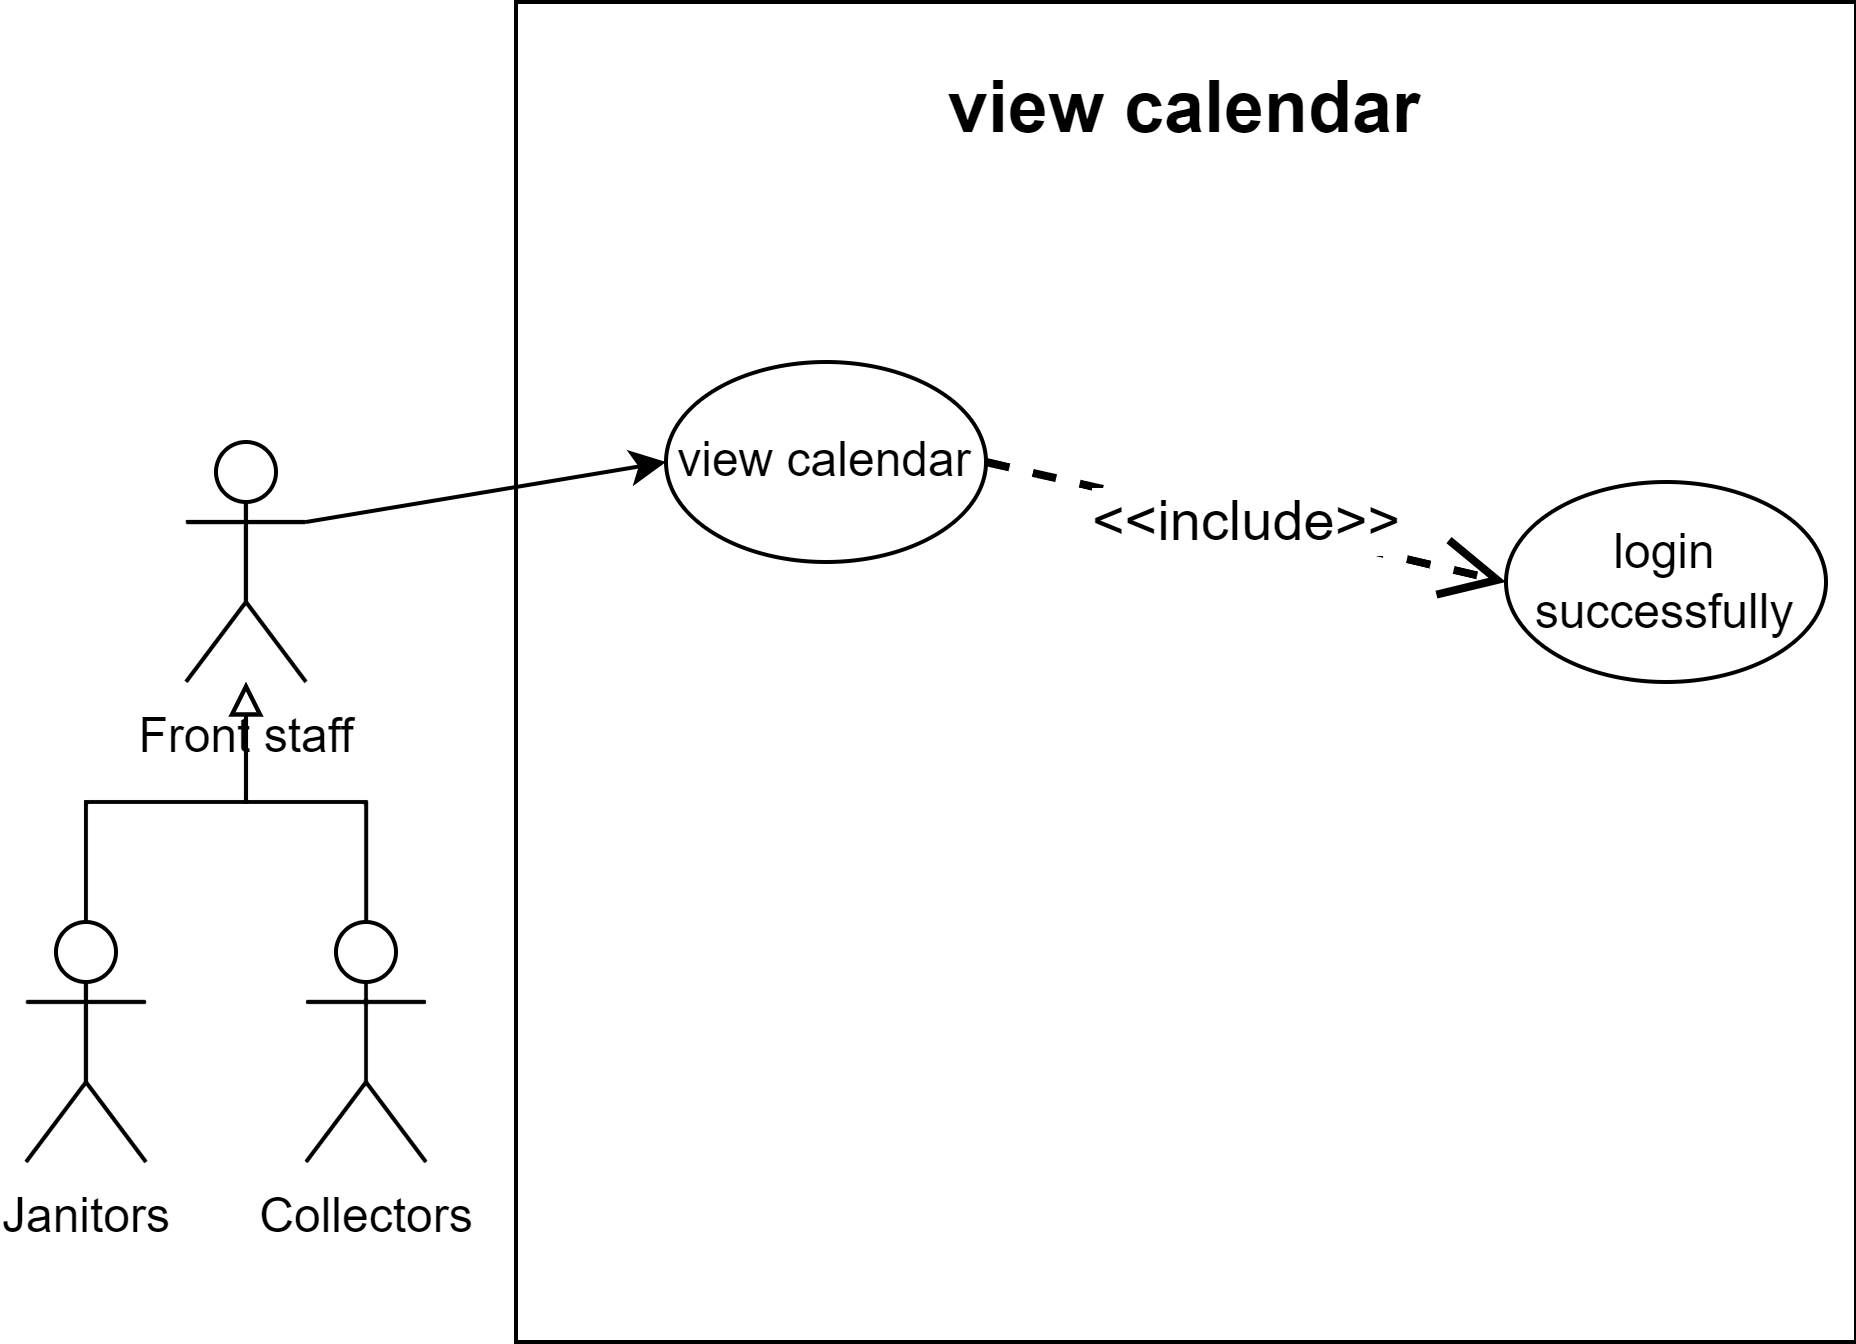 view calendar
view calendar
<<include>>
login
successfully
Front staff
Janitors
Collectors